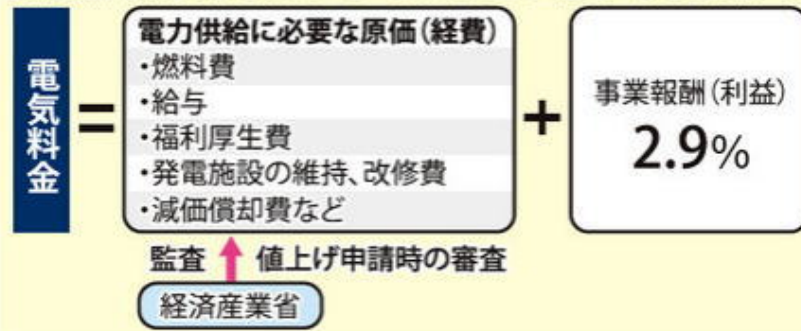 電気料金
=
電力供給に必要な原価(経費)
・燃料費
・給与
・福利厚生費
・発電施設の維持、改修費
・減価償却費など
+
事業報酬(利益)
2.9%
監査 値上げ申請時の審査
経済産業省